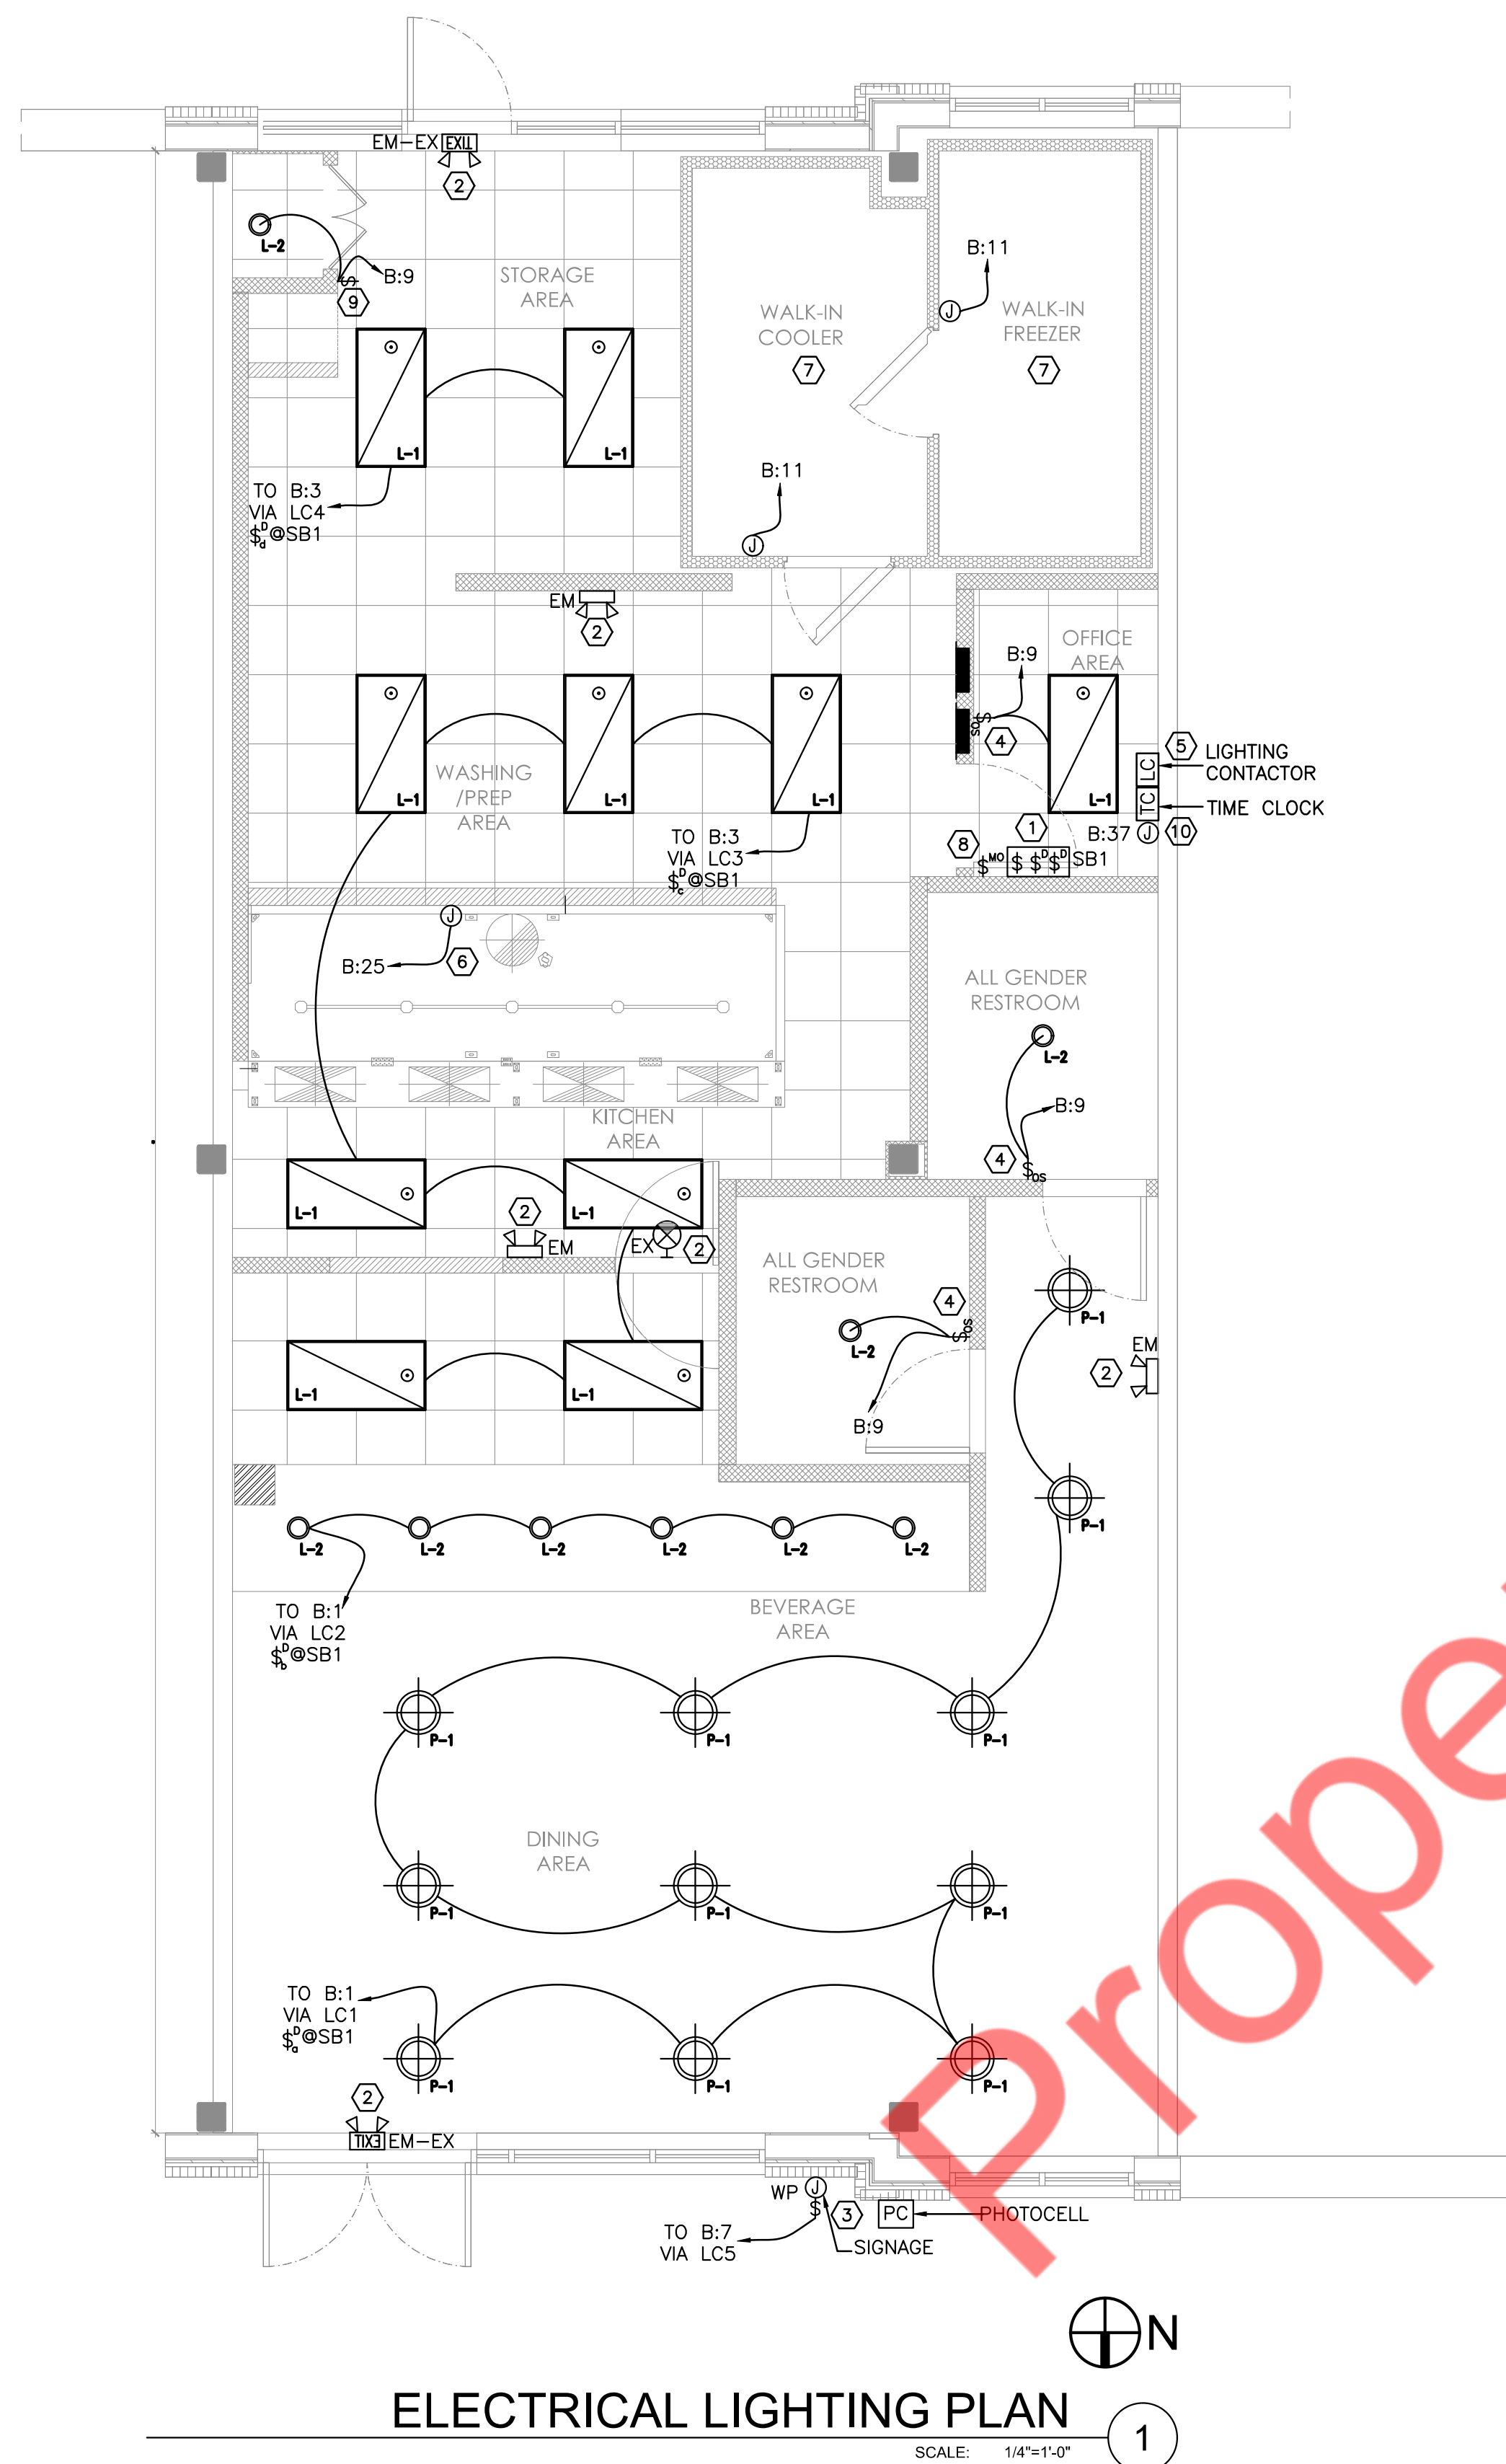 EM-EX
EXIT
2
L-2
B:9
9
STORAGE
AREA
B:11
WALK-IN
COOLER
7
WALK-IN
FREEZER
7
L-1
L-1
B:11
TO B:3
VIA LC4
$D d @SB1
EM
2
OFFICE
AREA
B:9
$OS
4
WASHING
/PREP
AREA
L-1
L-1
L-1
L-1
LC
5
LIGHTING
CONTACTOR
TC
TIME CLOCK
B:37
J
10
1
8
$MO
$ $D $D
SB1
TO B:3
VIA LC3
$D c @SB1
J
B:25
6
ALL GENDER
RESTROOM
L-2
B:9
4
$OS
KITCHEN
AREA
L-1
L-1
2
EM
EX
2
ALL GENDER
RESTROOM
4
$OS
L-2
B:9
P-1
EM
2
L-1
L-1
P-1
L-2
L-2
L-2
L-2
L-2
L-2
TO B:1
VIA LC2
$D b @SB1
BEVERAGE
AREA
P-1
P-1
P-1
DINING
AREA
P-1
P-1
P-1
TO B:1
VIA LC1
$D a @SB1
P-1
P-1
P-1
2
EXIT
EM-EX
WP
J
$
3
PC
PHOTOCELL
TO B:7
VIA LC5
SIGNAGE
N
ELECTRICAL LIGHTING PLAN
1
SCALE: 1/4"=1'-0"
J
J